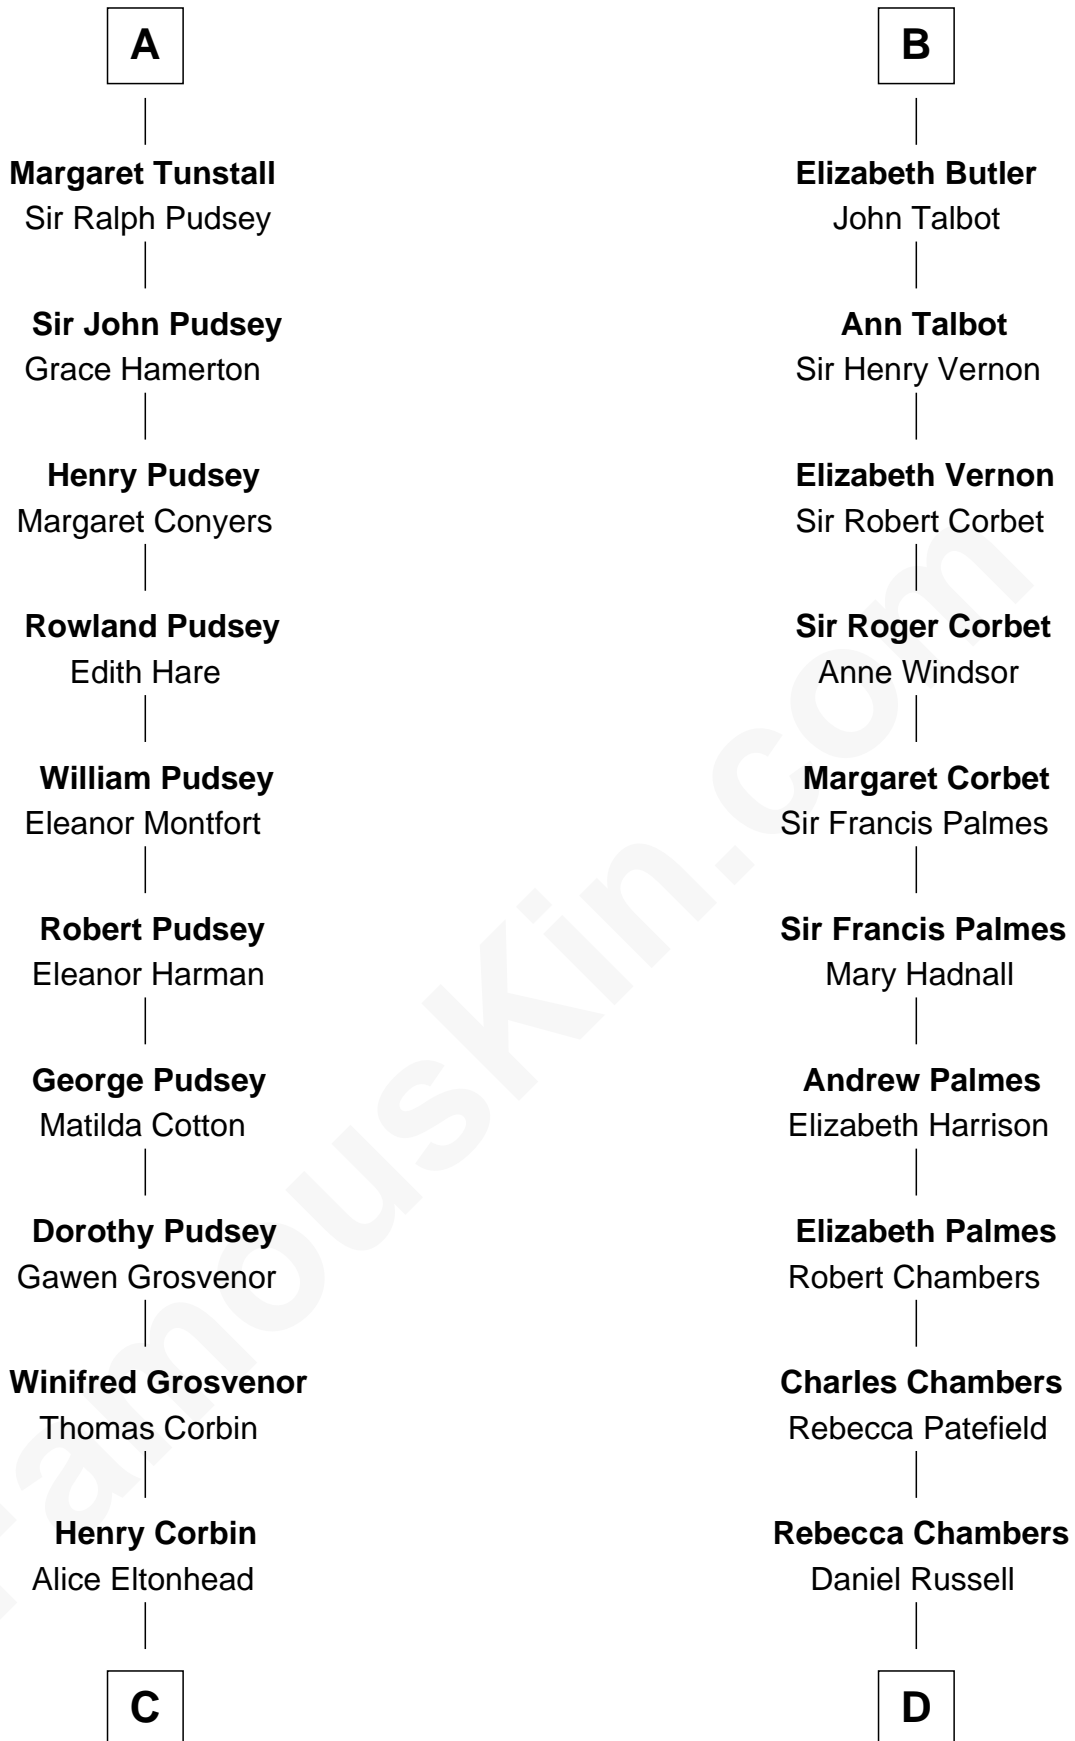 A
Margaret Tunstall
Sir Ralph Pudsey
Sir John Pudsey
Grace Hamerton
Henry Pudsey
Margaret Conyers
Rowland Pudsey
Edith Hare
William Pudsey
Eleanor Montfort
Robert Pudsey
Eleanor Harman
George Pudsey
Matilda Cotton
Dorothy Pudsey
Gawen Grosvenor
Winifred Grosvenor
Thomas Corbin
Henry Corbin
Alice Eltonhead
C
B
Elizabeth Butler
John Talbot
Ann Talbot
Sir Henry Vernon
Elizabeth Vernon
Sir Robert Corbet
Sir Roger Corbet
Anne Windsor
Margaret Corbet
Sir Francis Palmes
Sir Francis Palmes
Mary Hadnall
Andrew Palmes
Elizabeth Harrison
Elizabeth Palmes
Robert Chambers
Charles Chambers
Rebecca Patefield
Rebecca Chambers
Daniel Russell
D
FamousKin.com